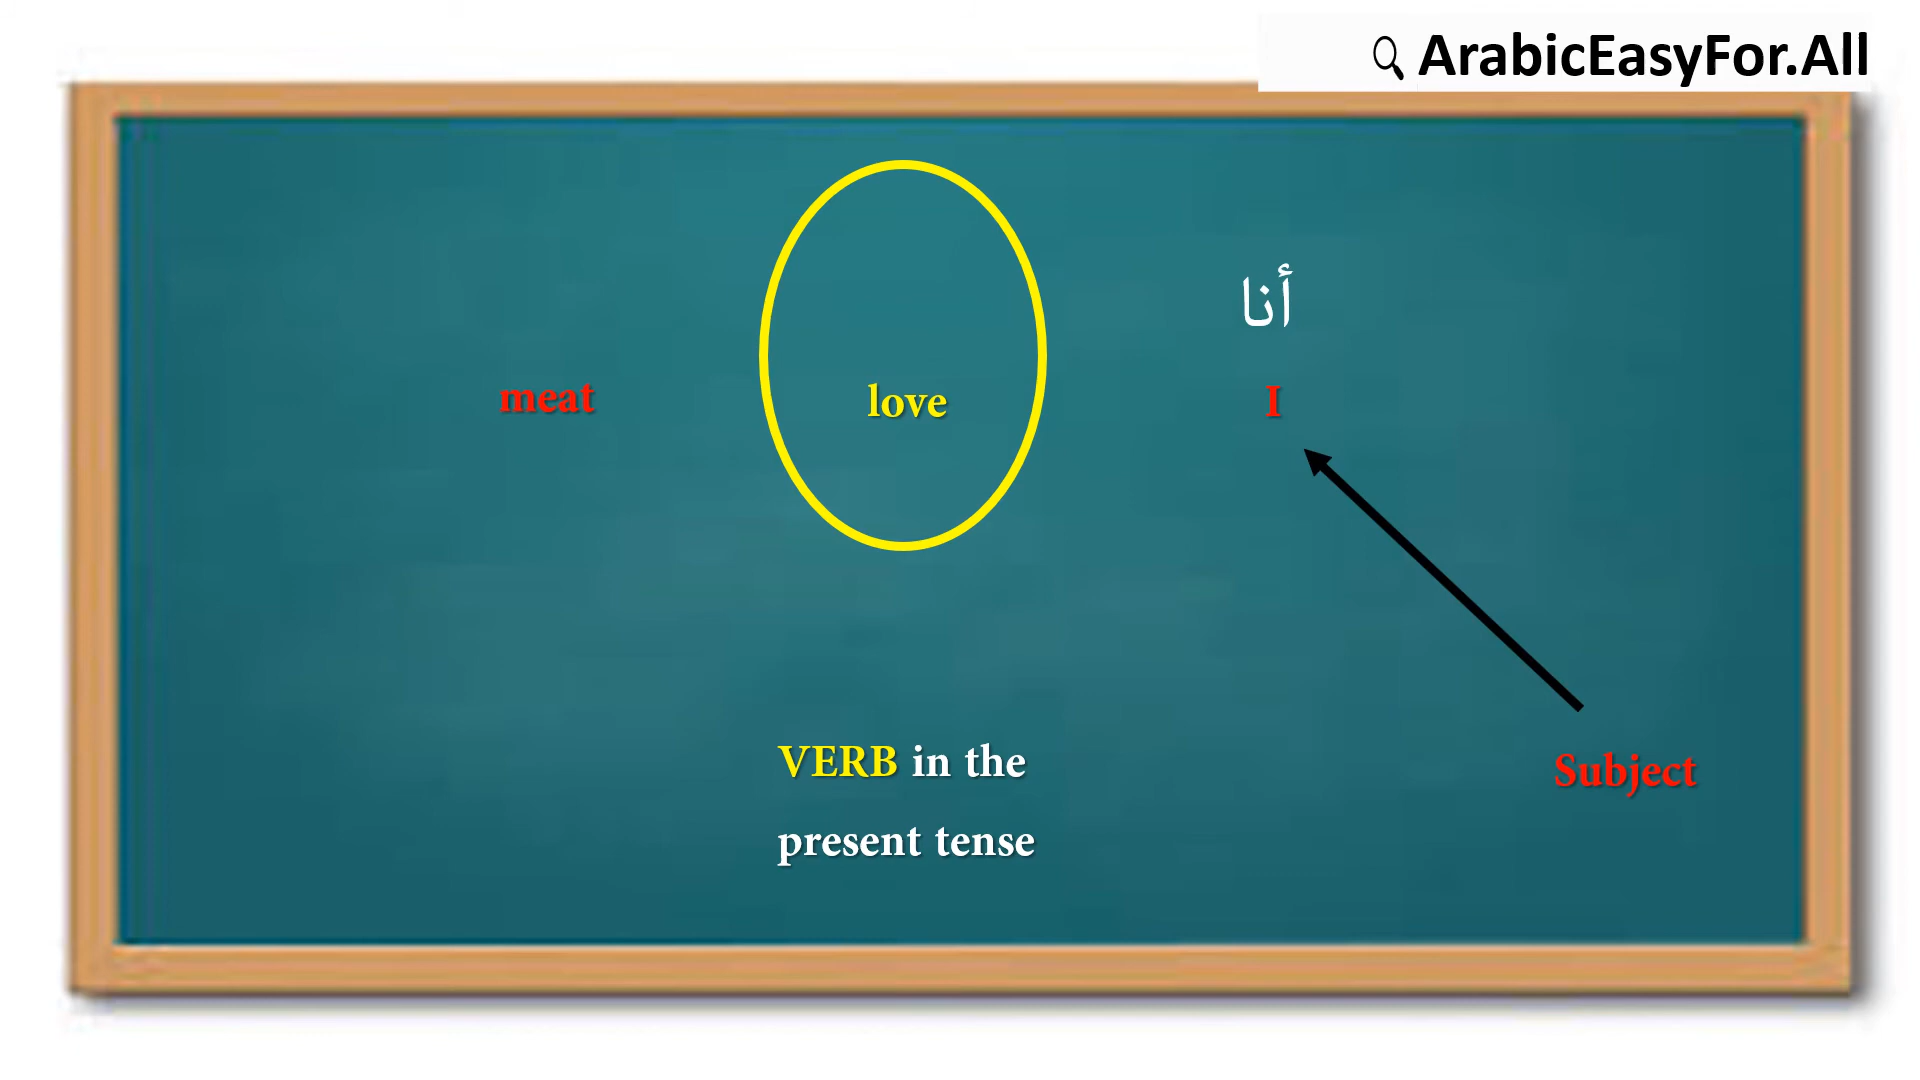 ArabicEasyFor.All
أنا
I love meat
VERB in the
present tense
Subject